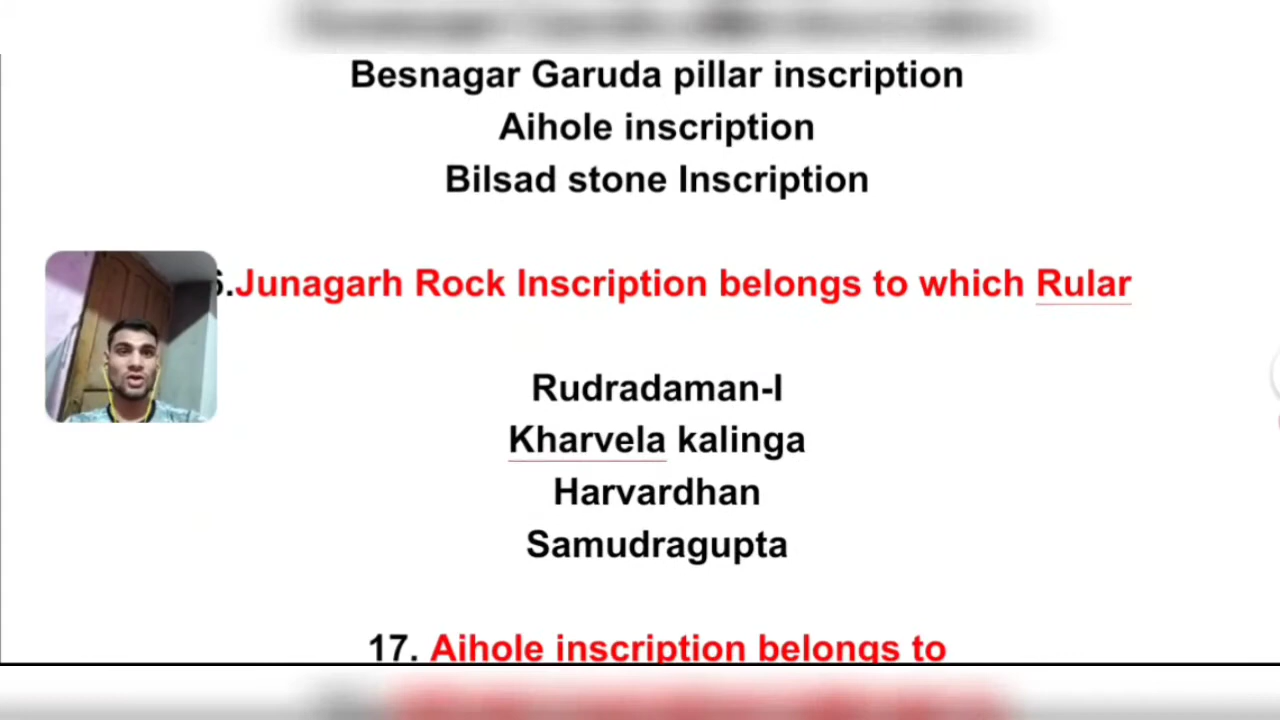 Besnagar Garuda pillar inscription
Aihole inscription
Bilsad stone Inscription
6.Junagarh Rock Inscription belongs to which Rular
Rudradaman-I
Kharvela kalinga
Harvardhan
Samudragupta
17. Aihole inscription belongs to